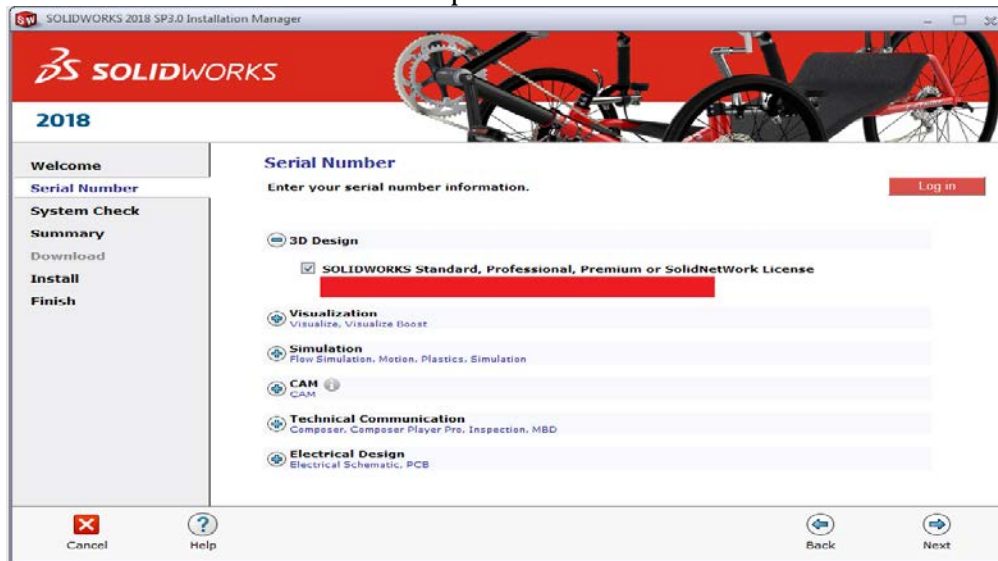 SOLIDWORKS 2018 SP3.0 Installation Manager
SOLIDWORKS
2018
Welcome
Serial Number
System Check
Summary
Download
Install
Finish
Serial Number
Enter your serial number information.
Log in
3D Design
SOLIDWORKS Standard, Professional, Premium or SolidNetWork License
Visualization
Visualize, Visualize Boost
Simulation
Flow Simulation, Motion, Plastics, Simulation
CAM
CAM
Technical Communication
Composer, Composer Player Pro, Inspection, MBD
Electrical Design
Electrical Schematic, PCB
Cancel
Help
Back
Next